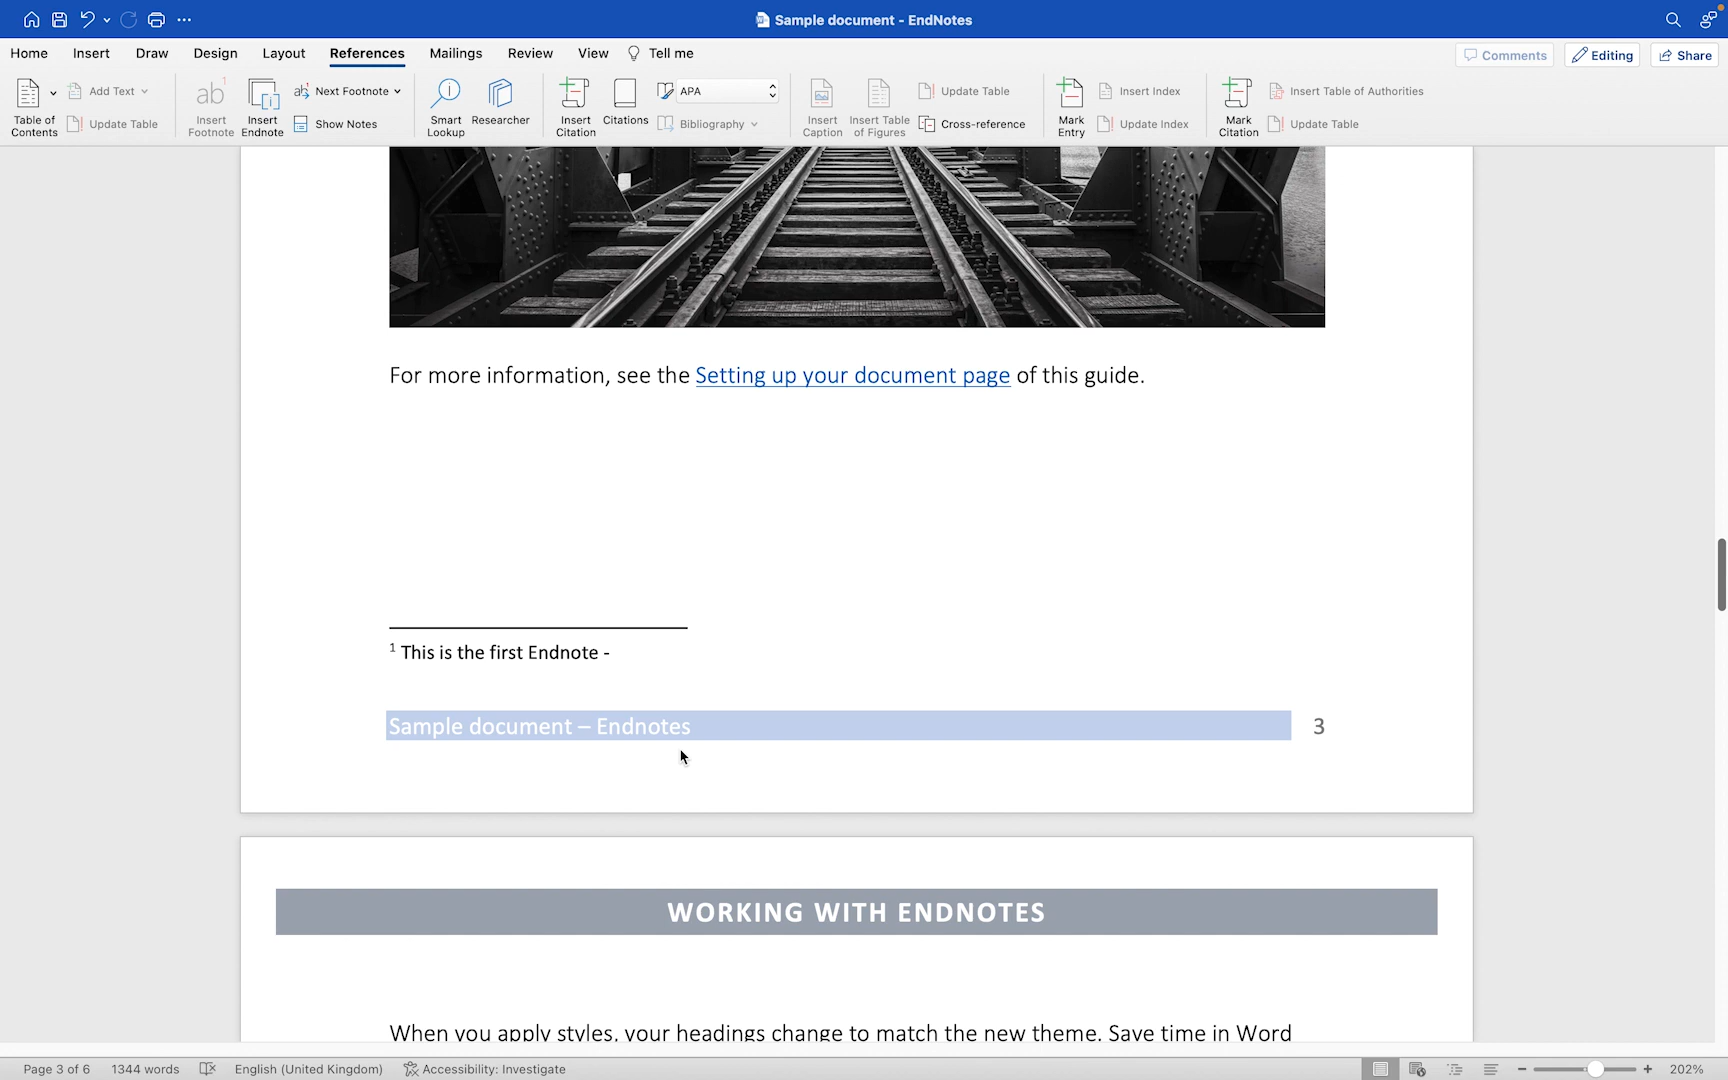 Sample document - EndNotes
Home Insert Draw Design Layout References Mailings Review View Tell me
Comments Editing Share
Table of Contents
Add Text
Update Table
ab 1
Insert Footnote
Insert Endnote
ab Next Footnote
Show Notes
Smart Lookup
Researcher
Insert Citation
Citations
APA
Bibliography
Insert Caption
Insert Table of Figures
Update Table
Cross-reference
Mark Entry
Insert Index
Update Index
Mark Citation
Insert Table of Authorities
Update Table
For more information, see the Setting up your document page of this guide.
1 This is the first Endnote -
Sample document – Endnotes 3
WORKING WITH ENDNOTES
When you apply styles, your headings change to match the new theme. Save time in Word
Page 3 of 6 1344 words English (United Kingdom) Accessibility: Investigate 202%